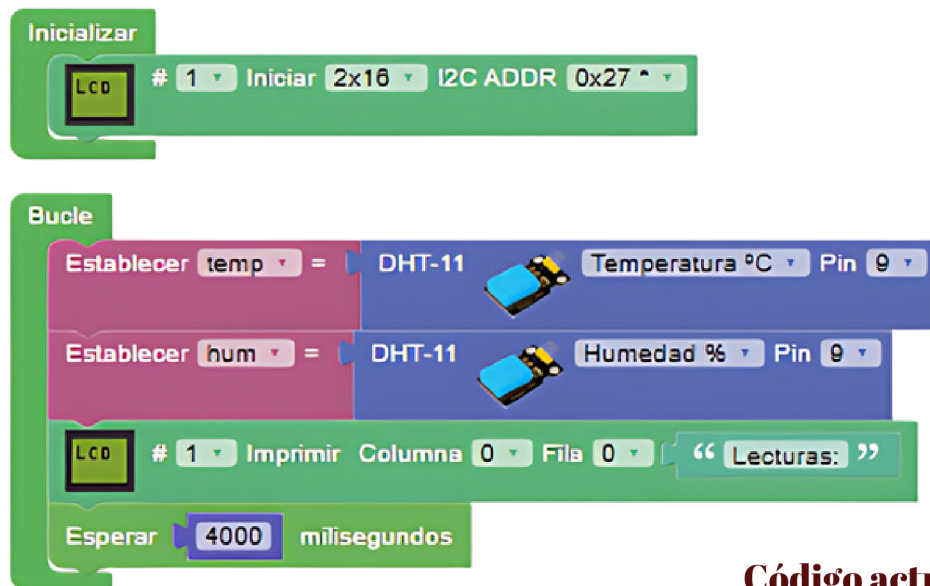 Inicializar
LCD # 1 Iniciar 2x16 I2C ADDR 0x27 *
Bucle
Establecer temp = DHT-11 Temperatura ºC Pin 9
Establecer hum = DHT-11 Humedad % Pin 9
LCD # 1 Imprimir Columna 0 Fila 0 “ Lecturas: ”
Esperar 4000 milisegundos
Código